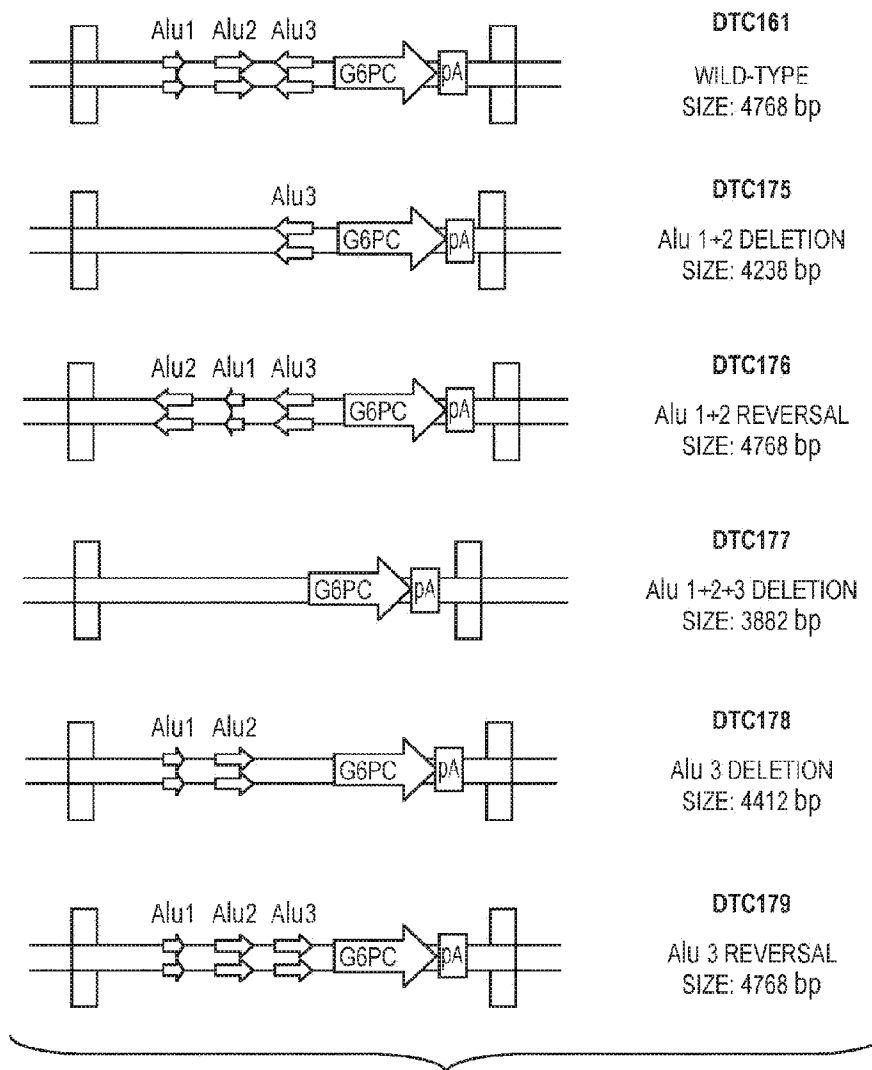 Alu1 Alu2 Alu3
G6PC pA
DTC161
WILD-TYPE
SIZE: 4768 bp
Alu3
G6PC pA
DTC175
Alu 1+2 DELETION
SIZE: 4238 bp
Alu2 Alu1 Alu3
G6PC pA
DTC176
Alu 1+2 REVERSAL
SIZE: 4768 bp
G6PC pA
DTC177
Alu 1+2+3 DELETION
SIZE: 3882 bp
Alu1 Alu2
G6PC pA
DTC178
Alu 3 DELETION
SIZE: 4412 bp
Alu1 Alu2 Alu3
G6PC pA
DTC179
Alu 3 REVERSAL
SIZE: 4768 bp